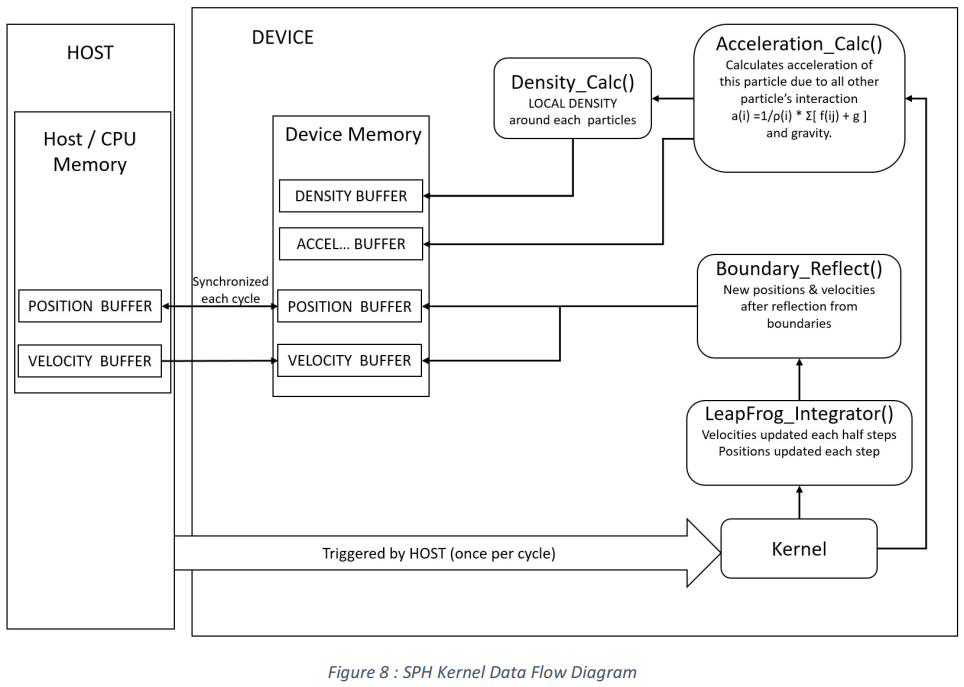 HOST
Host / CPU
Memory
POSITION BUFFER
VELOCITY BUFFER
Synchronized
each cycle
DEVICE
Device Memory
DENSITY BUFFER
ACCEL... BUFFER
POSITION BUFFER
VELOCITY BUFFER
Density_Calc()
LOCAL DENSITY
around each particles
Acceleration_Calc()
Calculates acceleration of
this particle due to all other
particle's interaction
a(i) =1/ρ(i) * Σ[ f(ij) + g ]
and gravity.
Boundary_Reflect()
New positions & velocities
after reflection from
boundaries
LeapFrog_Integrator()
Velocities updated each half steps
Positions updated each step
Triggered by HOST (once per cycle)
Kernel
Figure 8 : SPH Kernel Data Flow Diagram